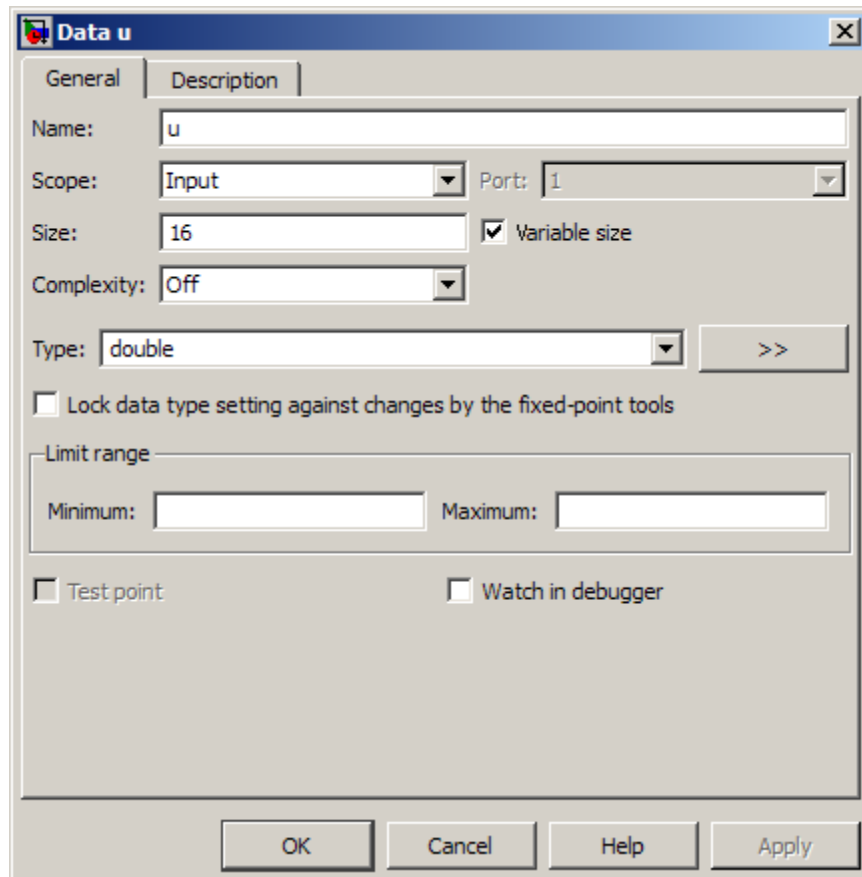 Data u
General Description
Name: u
Scope: Input Port: 1
Size: 16 Variable size
Complexity: Off
Type: double >>
Lock data type setting against changes by the fixed-point tools
Limit range
Minimum: Maximum:
Test point Watch in debugger
OK Cancel Help Apply